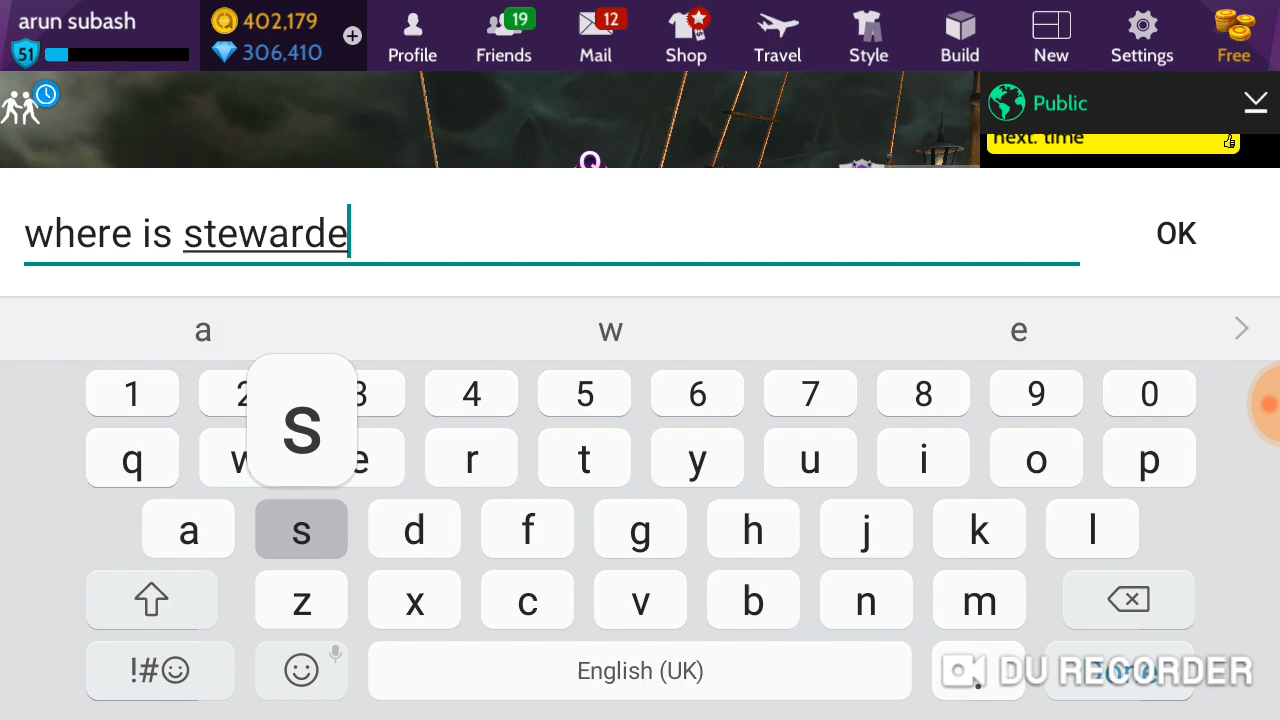 arun subash
51
402,179
306,410
Profile
19
Friends
12
Mail
Shop
Travel
Style
Build
New
Settings
Free
Public
next. time
Q
where is stewarde
OK
a w e
1 2 3 4 5 6 7 8 9 0
s
q w e r t y u i o p
a s d f g h j k l
z x c v b n m
!#
English (UK)
.
DU RECORDER